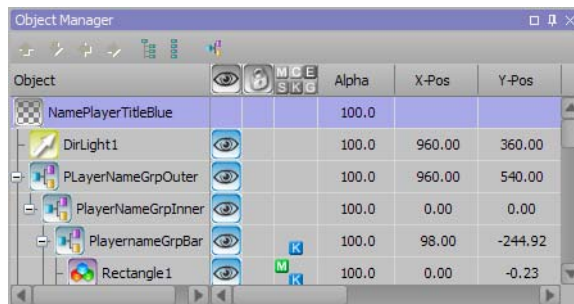 Object Manager
Object M C E S K G Alpha X-Pos Y-Pos
NamePlayerTitleBlue 100.0
DirLight1 100.0 960.00 360.00
PLayerNameGrpOuter 100.0 960.00 540.00
PlayerNameGrpInner 100.0 0.00 0.00
PlayernameGrpBar K 100.0 98.00 -244.92
Rectangle1 M K 100.0 0.00 -0.23